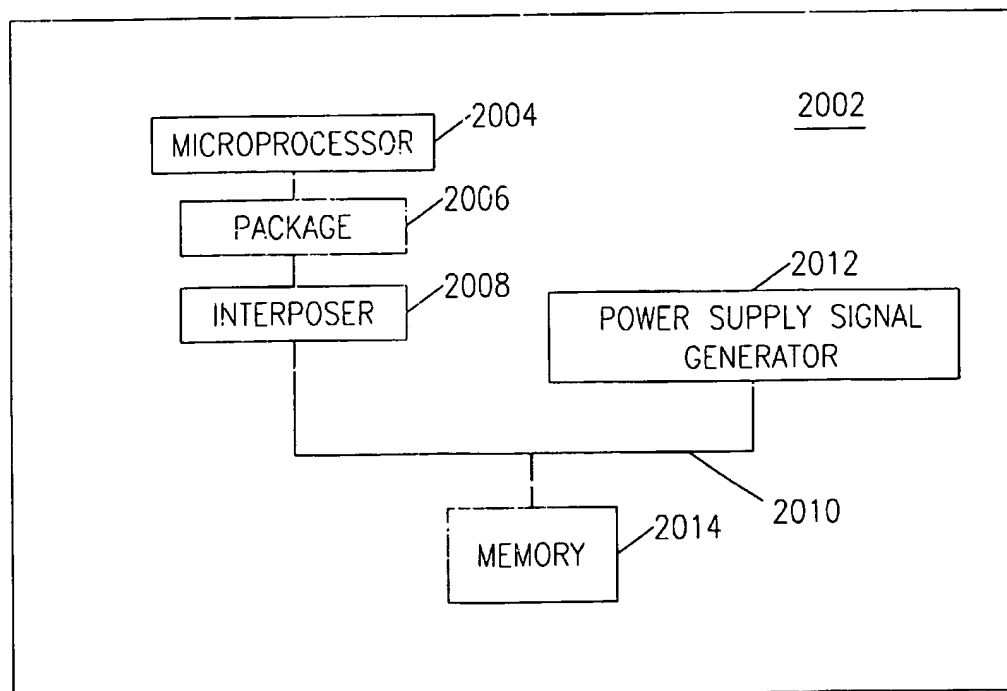 2002
MICROPROCESSOR
2004
PACKAGE
2006
INTERPOSER
2008
2012
POWER SUPPLY SIGNAL
GENERATOR
2010
MEMORY
2014